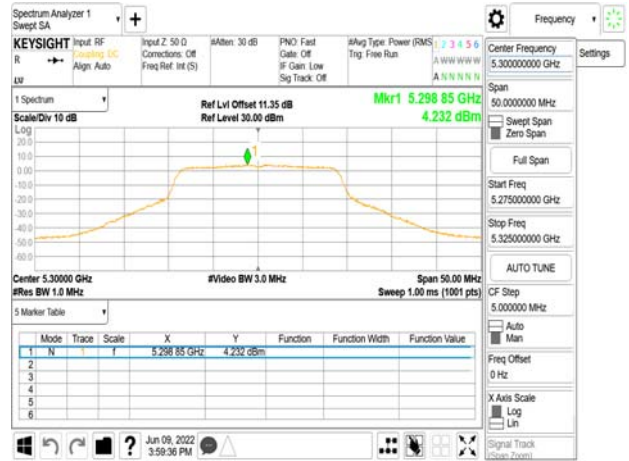 Spectrum Analyzer 1
Swept SA
+
Frequency
KEYSIGHT
R
LXI
Input: RF
Coupling: DC
Align: Auto
Input Z: 50 Ω
Corrections: Off
Freq Ref: Int (S)
#Atten: 30 dB
PNO: Fast
Gate: Off
IF Gain: Low
Sig Track: Off
#Avg Type: Power (RMS
Trig: Free Run
1 2 3 4 5 6
A W W W W W
A N N N N N
1 Spectrum
Scale/Div 10 dB
Ref Lvl Offset 11.35 dB
Ref Level 30.00 dBm
Mkr1 5.298 85 GHz
4.232 dBm
Log
20.0
10.0
0.00
-10.0
-20.0
-30.0
-40.0
-50.0
-60.0
1
Center 5.30000 GHz
#Res BW 1.0 MHz
#Video BW 3.0 MHz
Span 50.00 MHz
Sweep 1.00 ms (1001 pts)
5 Marker Table
Mode Trace Scale X Y Function Function Width Function Value
1 N 1 f 5.298 85 GHz 4.232 dBm
2
3
4
5
6
Jun 09, 2022
3:59:36 PM
?
Center Frequency
5.300000000 GHz
Settings
Span
50.0000000 MHz
Swept Span
Zero Span
Full Span
Start Freq
5.275000000 GHz
Stop Freq
5.325000000 GHz
AUTO TUNE
CF Step
5.000000 MHz
Auto
Man
Freq Offset
0 Hz
X Axis Scale
Log
Lin
Signal Track
(Span Zoom)